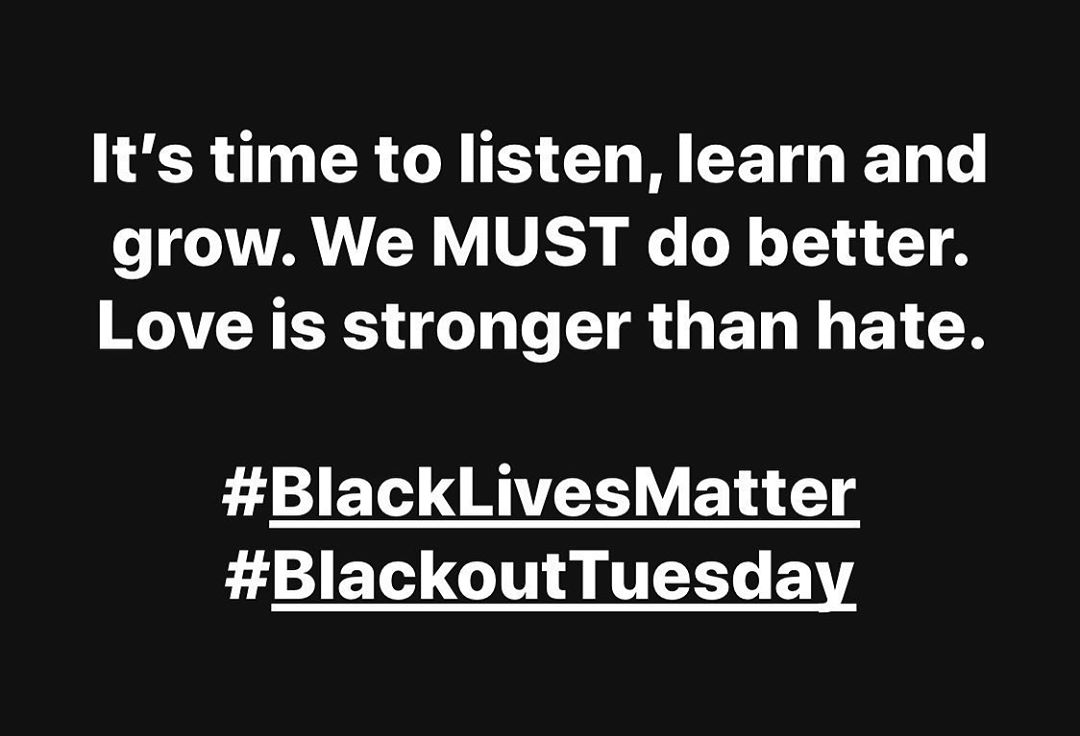 It’s time to listen, learn and
grow. We MUST do better.
Love is stronger than hate.
#BlackLivesMatter
#BlackoutTuesday